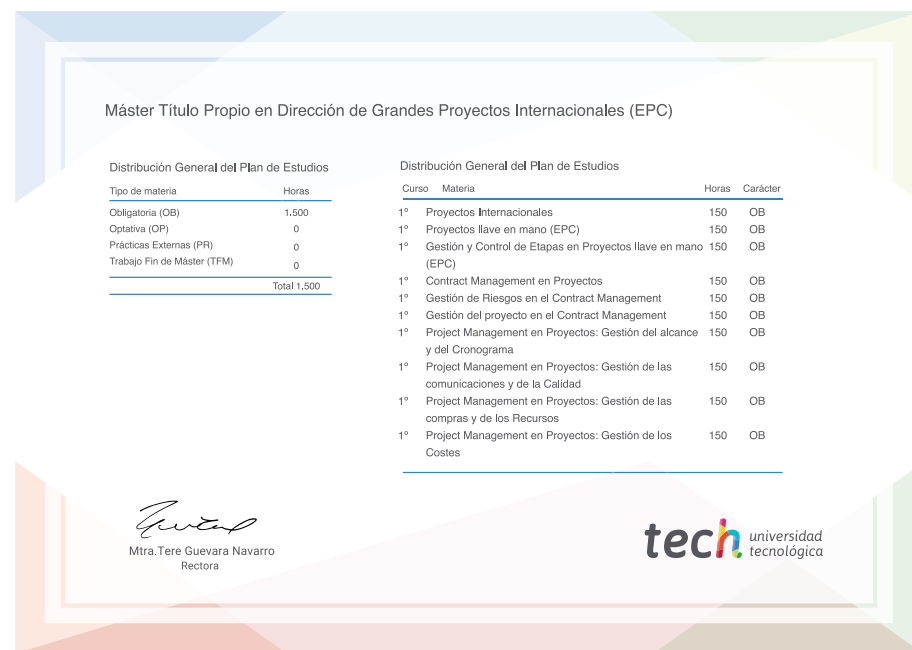 Máster Título Propio en Dirección de Grandes Proyectos Internacionales (EPC)
Distribución General del Plan de Estudios
Tipo de materia Horas
Obligatoria (OB) 1.500
Optativa (OP) 0
Prácticas Externas (PR) 0
Trabajo Fin de Máster (TFM) 0
Total 1,500
Distribución General del Plan de Estudios
Curso Materia Horas Carácter
1º Proyectos Internacionales 150 OB
1º Proyectos llave en mano (EPC) 150 OB
1º Gestión y Control de Etapas en Proyectos llave en mano 150 OB
(EPC)
1º Contract Management en Proyectos 150 OB
1º Gestión de Riesgos en el Contract Management 150 OB
1º Gestión del proyecto en el Contract Management 150 OB
1º Project Management en Proyectos: Gestión del alcance 150 OB
y del Cronograma
1º Project Management en Proyectos: Gestión de las 150 OB
comunicaciones y de la Calidad
1º Project Management en Proyectos: Gestión de las 150 OB
compras y de los Recursos
1º Project Management en Proyectos: Gestión de los 150 OB
Costes
Mtra.Tere Guevara Navarro
Rectora
tech universidad
tecnológica